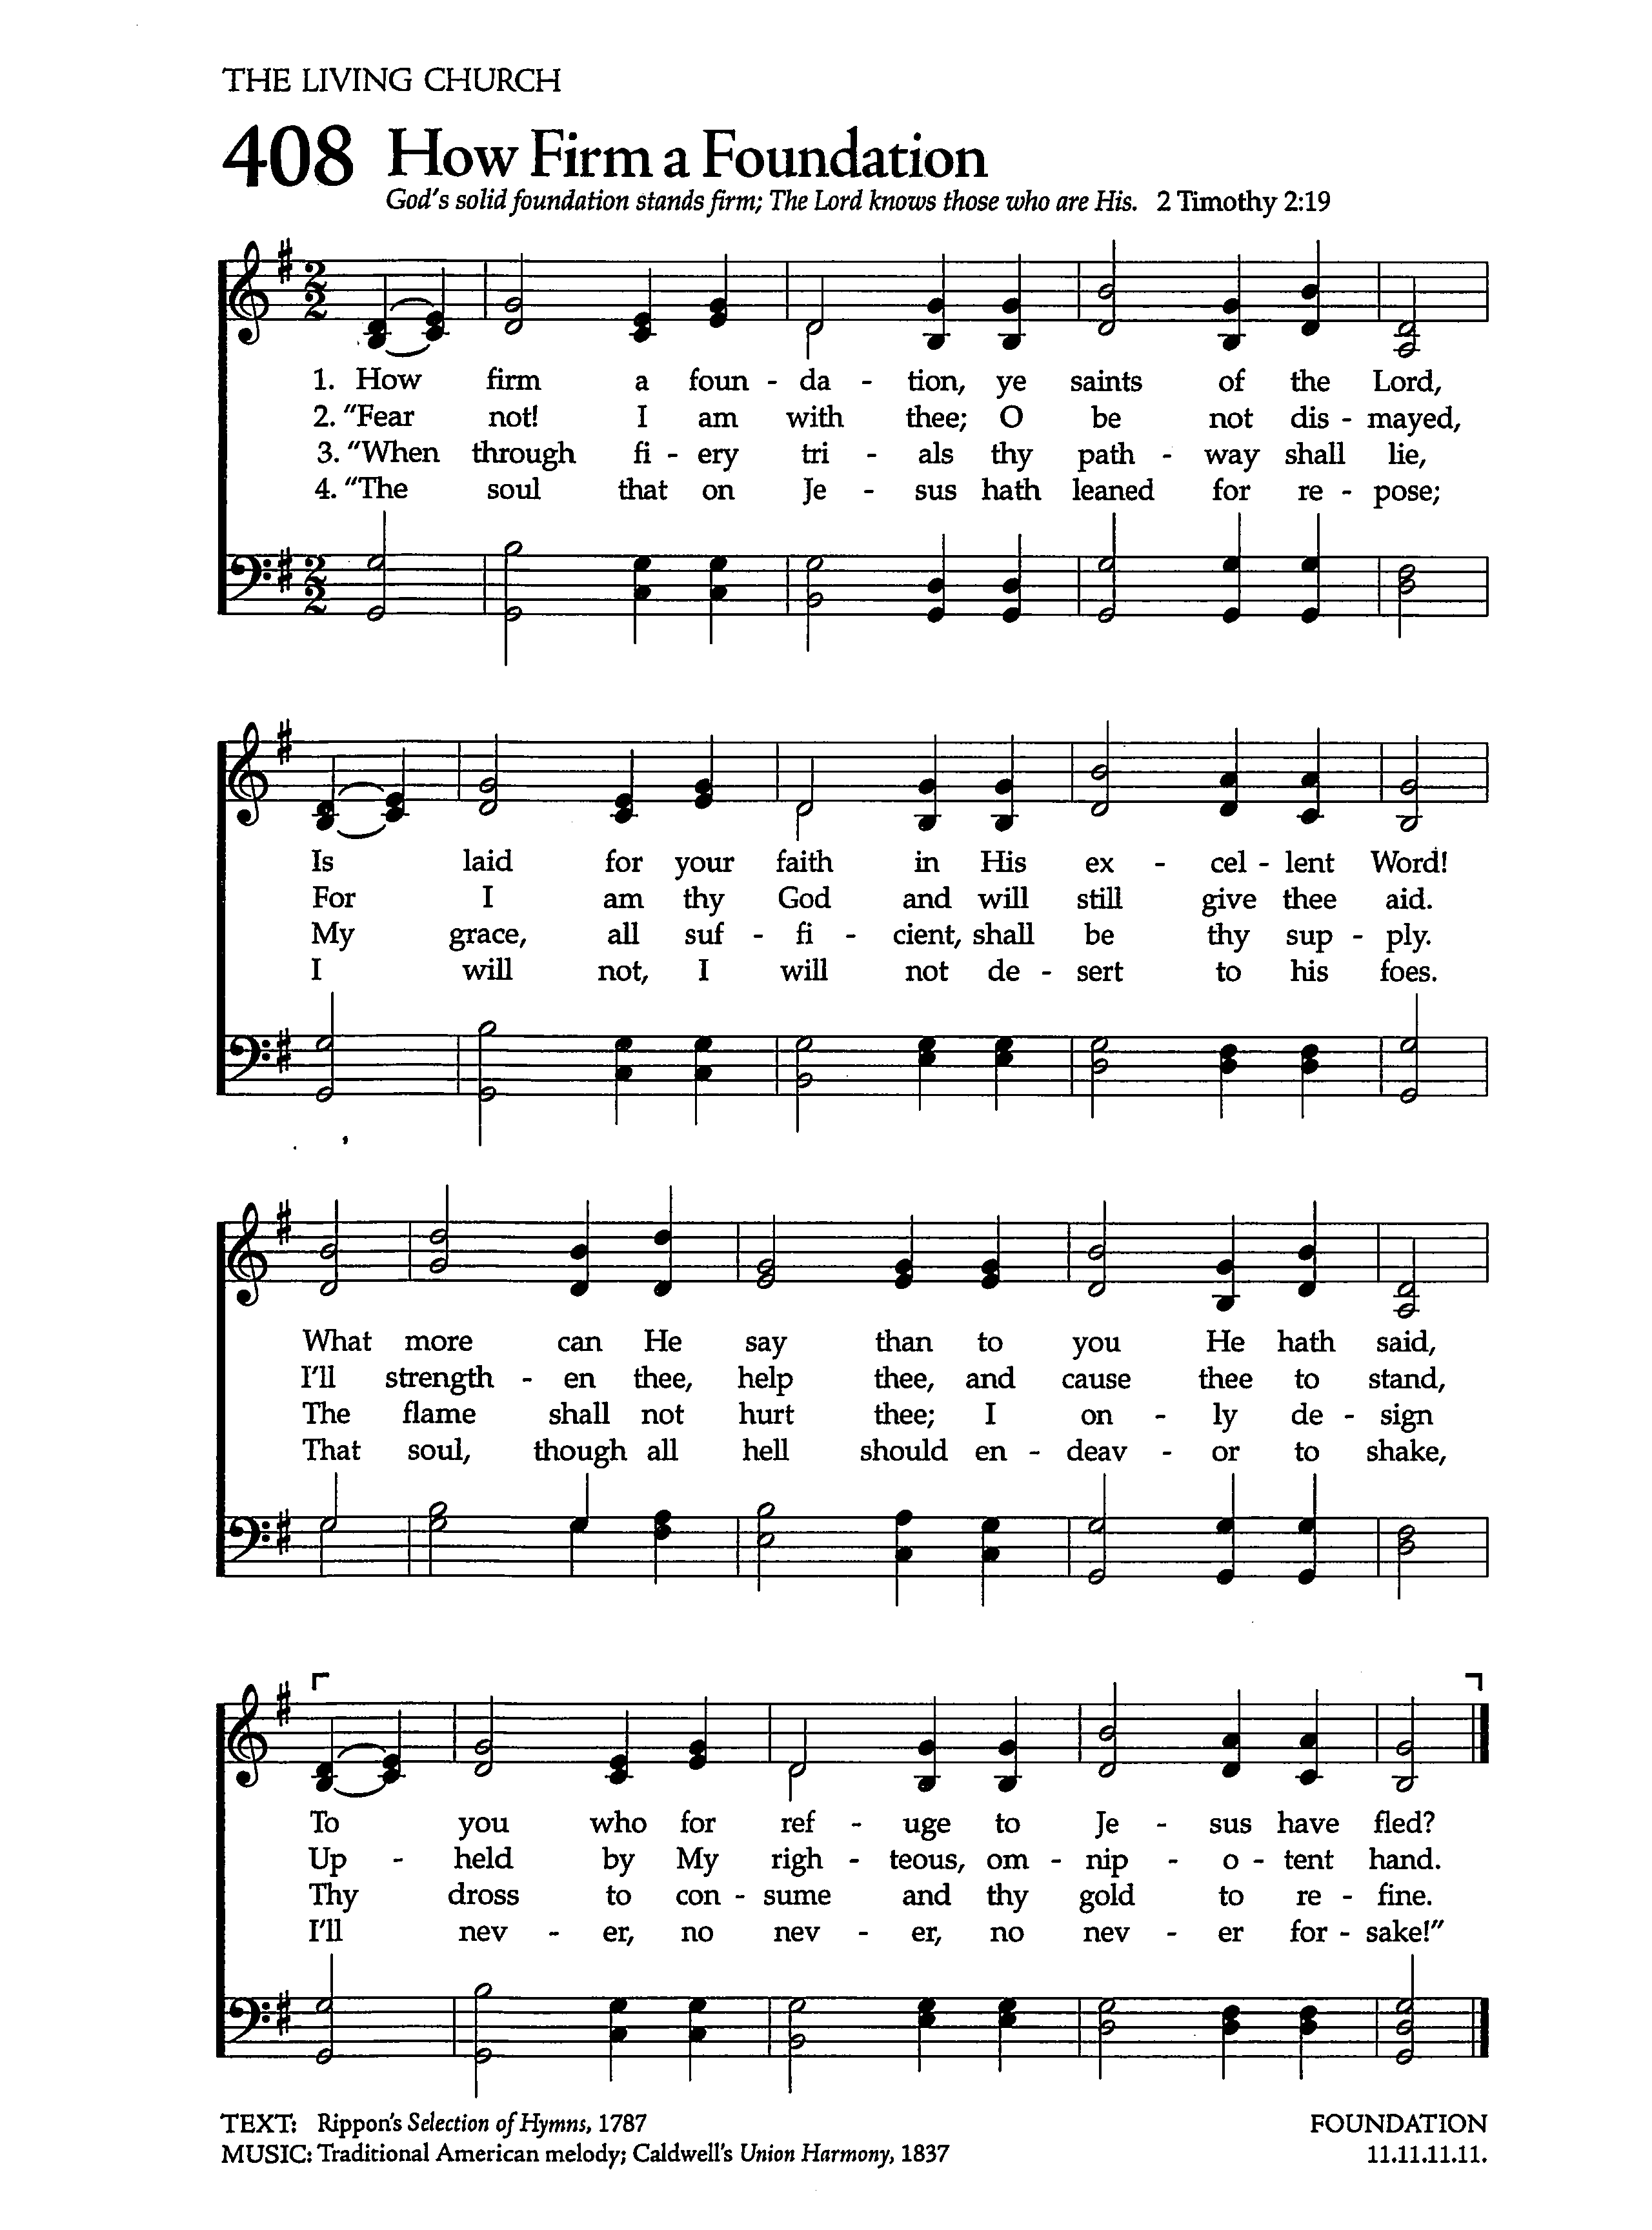 THE LIVING CHURCH
408 How Firm a Foundation
God's solid foundation stands firm; The Lord knows those who are His. 2 Timothy 2:19
1. How firm a foun - da - tion, ye saints of the Lord,
2. “Fear not! I am with thee; O be not dis - mayed,
3. “When through fi - ery tri - als thy path - way shall lie,
4. “The soul that on Je - sus hath leaned for re - pose;
Is laid for your faith in His ex - cel - lent Word!
For I am thy God and will still give thee aid.
My grace, all suf - fi - cient, shall be thy sup - ply.
I will not, I will not de - sert to his foes.
What more can He say than to you He hath said,
I'll strength - en thee, help thee, and cause thee to stand,
The flame shall not hurt thee; I on - ly de - sign
That soul, though all hell should en - deav - or to shake,
To you who for ref - uge to Je - sus have fled?
Up - held by My righ - teous, om - nip - o - tent hand.
Thy dross to con - sume and thy gold to re - fine.
I'll nev - er, no nev - er, no nev - er for - sake!”
TEXT: Rippon's Selection of Hymns, 1787
MUSIC: Traditional American melody; Caldwell's Union Harmony, 1837
FOUNDATION
11.11.11.11.